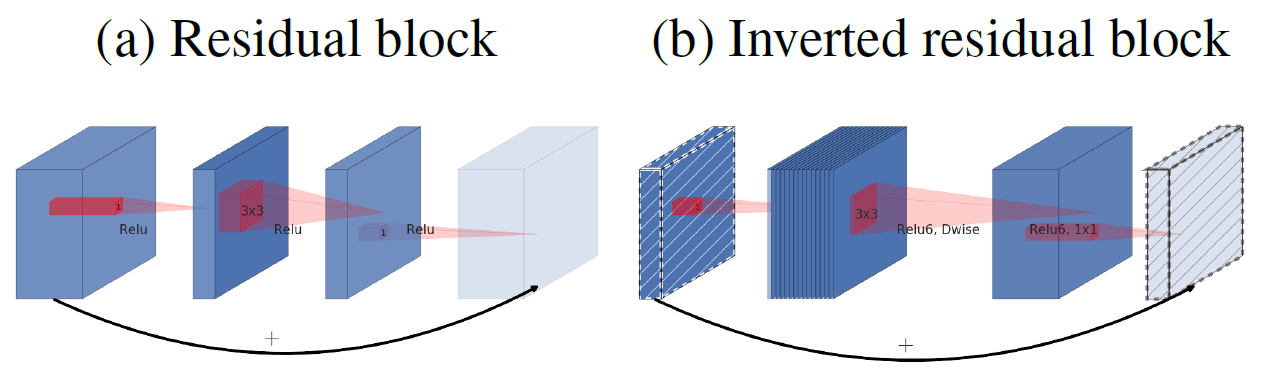 (a) Residual block
(b) Inverted residual block
1
Relu
3x3
Relu
1
Relu
+
1
3x3
Relu6, Dwise
Relu6, 1x1
+